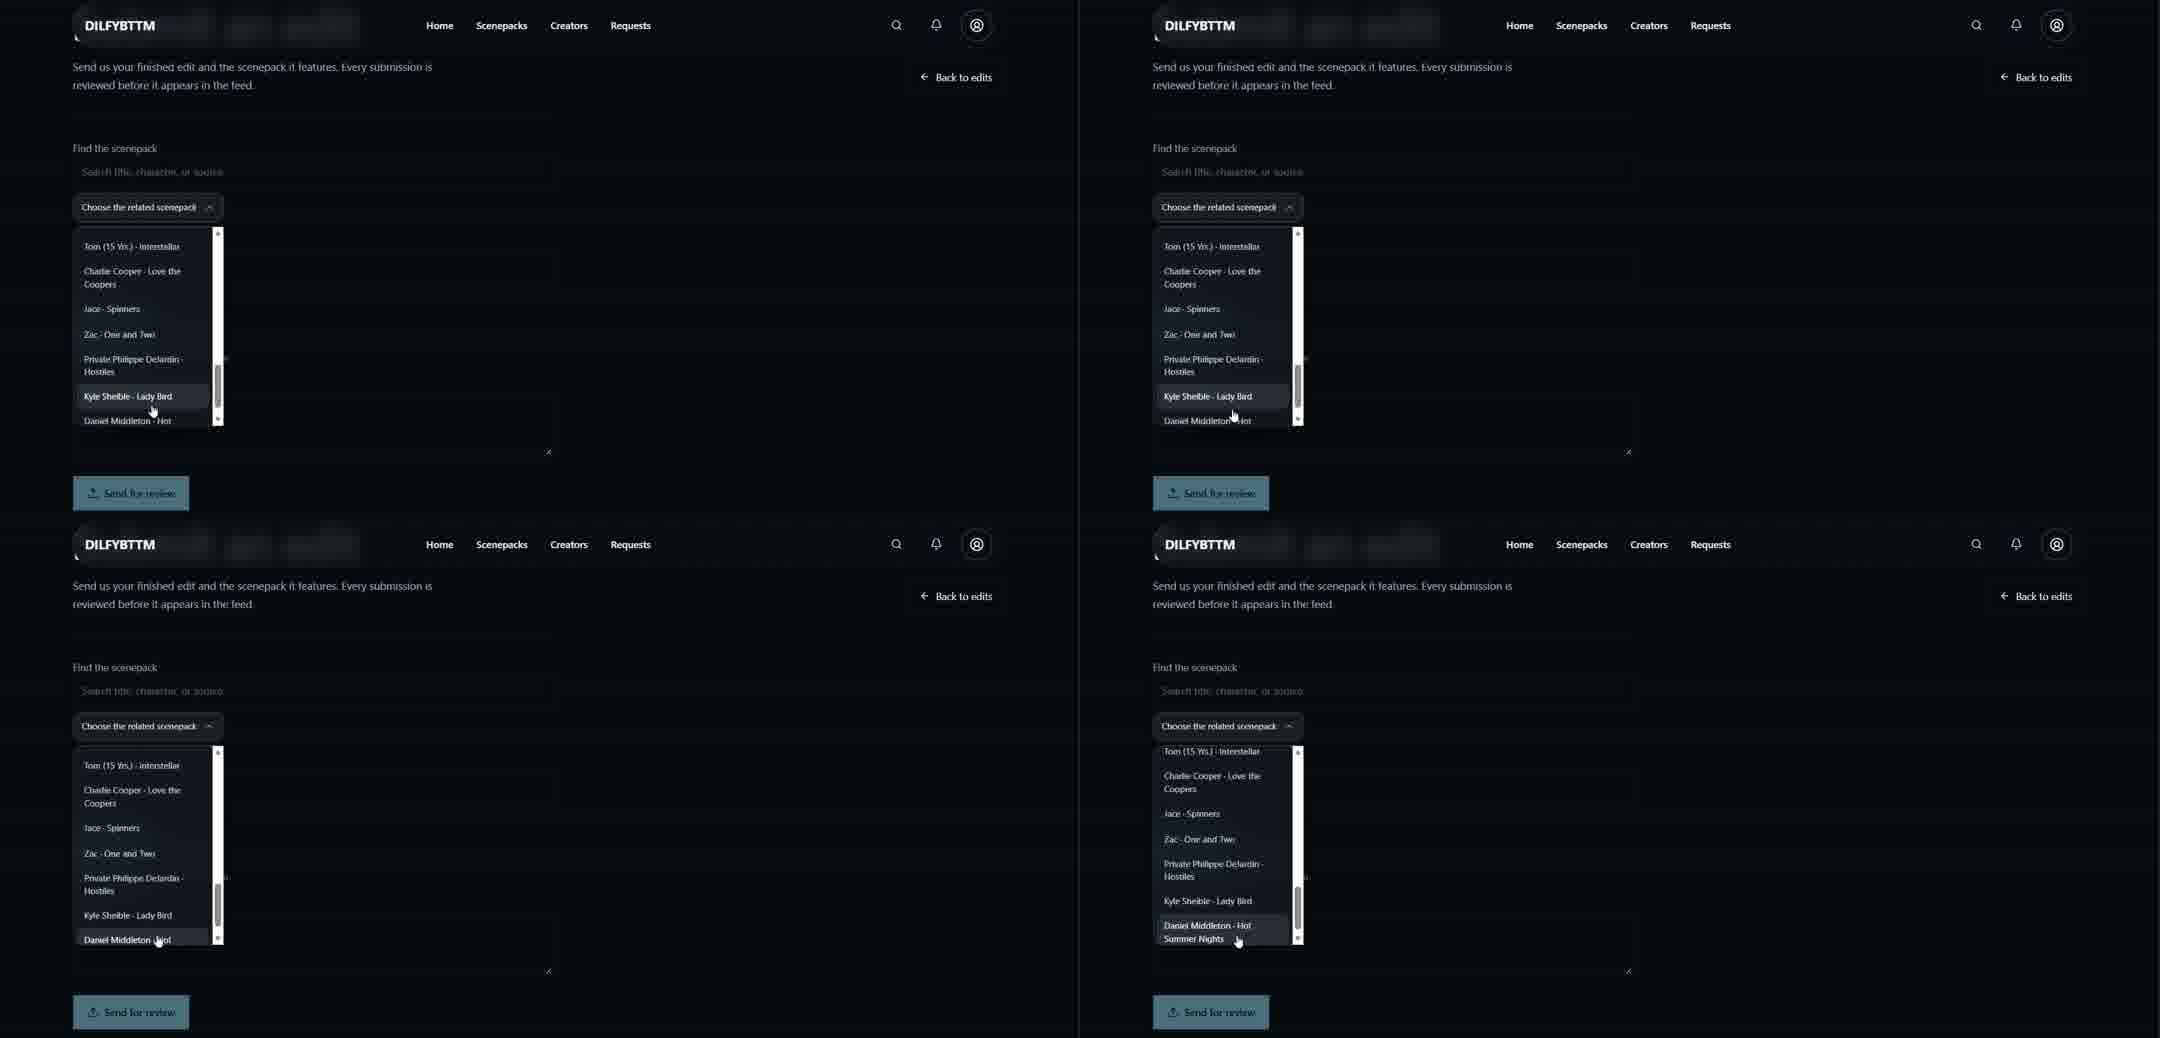 DILFYBTTM
Home Scenepacks Creators Requests
Send us your finished edit and the scenepack it features. Every submission is
reviewed before it appears in the feed.
← Back to edits
Find the scenepack
Search title, character, or source
Choose the related scenepack
Tom (15 Yrs.) - Interstellar
Charlie Cooper - Love the
Coopers
Jace - Spinners
Zac - One and Two
Private Philippe DeJardin -
Hostiles
Kyle Sheible - Lady Bird
Daniel Middleton - Hot
Send for review
DILFYBTTM
Home Scenepacks Creators Requests
Send us your finished edit and the scenepack it features. Every submission is
reviewed before it appears in the feed.
← Back to edits
Find the scenepack
Search title, character, or source
Choose the related scenepack
Tom (15 Yrs.) - Interstellar
Charlie Cooper - Love the
Coopers
Jace - Spinners
Zac - One and Two
Private Philippe DeJardin -
Hostiles
Kyle Sheible - Lady Bird
Daniel Middleton - Hot
Send for review
DILFYBTTM
Home Scenepacks Creators Requests
Send us your finished edit and the scenepack it features. Every submission is
reviewed before it appears in the feed.
← Back to edits
Find the scenepack
Search title, character, or source
Choose the related scenepack
Tom (15 Yrs.) - Interstellar
Charlie Cooper - Love the
Coopers
Jace - Spinners
Zac - One and Two
Private Philippe DeJardin -
Hostiles
Kyle Sheible - Lady Bird
Daniel Middleton - Hot
Send for review
DILFYBTTM
Home Scenepacks Creators Requests
Send us your finished edit and the scenepack it features. Every submission is
reviewed before it appears in the feed.
← Back to edits
Find the scenepack
Search title, character, or source
Choose the related scenepack
Tom (15 Yrs.) - Interstellar
Charlie Cooper - Love the
Coopers
Jace - Spinners
Zac - One and Two
Private Philippe DeJardin -
Hostiles
Kyle Sheible - Lady Bird
Daniel Middleton - Hot
Summer Nights
Send for review